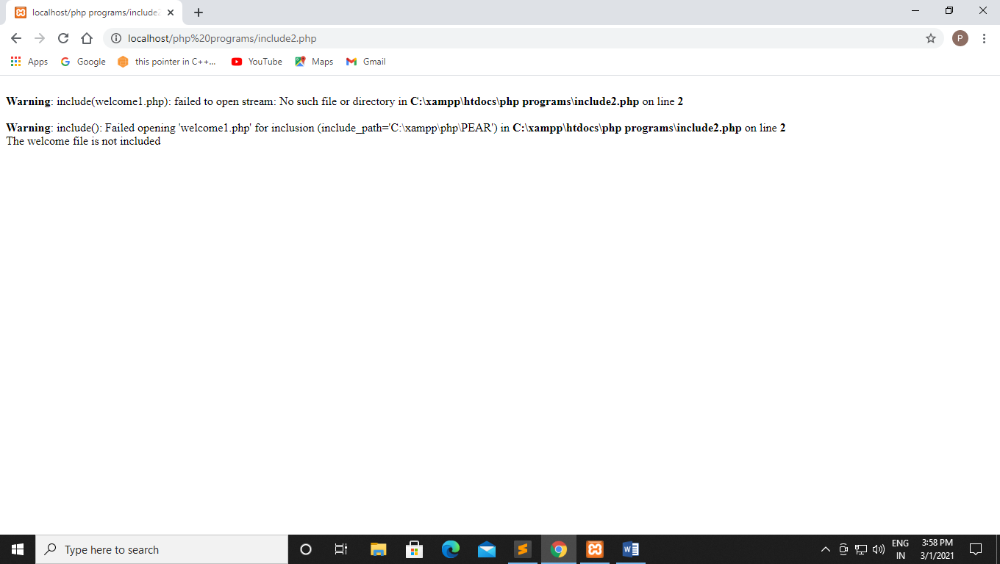 localhost/php programs/include2
localhost/php%20programs/include2.php
P
Apps
Google
this pointer in C++...
YouTube
Maps
Gmail
Warning: include(welcome1.php): failed to open stream: No such file or directory in C:\xampp\htdocs\php programs\include2.php on line 2
Warning: include(): Failed opening 'welcome1.php' for inclusion (include_path='C:\xampp\php\PEAR') in C:\xampp\htdocs\php programs\include2.php on line 2
The welcome file is not included
Type here to search
ENG
IN
3:58 PM
3/1/2021